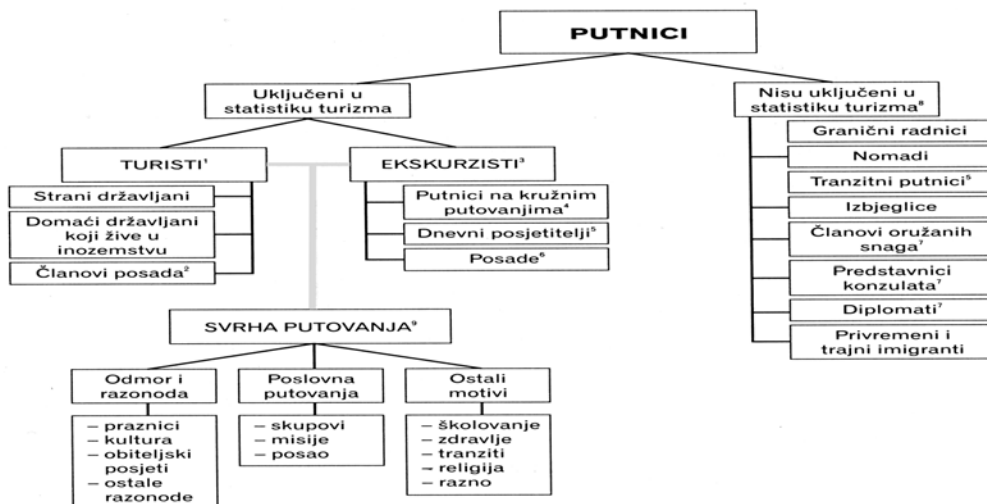 PUTNICI
Uključeni u
statistiku turizma
Nisu uključeni u
statistiku turizma⁸
TURISTI¹
EKSKURZISTI³
Strani državljani
Domaći državljani
koji žive u
inozemstvu
Članovi posada²
Putnici na kružnim
putovanjima⁴
Dnevni posjetitelji⁵
Posade⁶
Granični radnici
Nomadi
Tranzitni putnici⁵
Izbjeglice
Članovi oružanih
snaga⁷
Predstavnici
konzulata⁷
Diplomati⁷
Privremeni i
trajni imigranti
SVRHA PUTOVANJA⁹
Odmor i
razonoda
– praznici
– kultura
– obiteljski
posjeti
– ostale
razonode
Poslovna
putovanja
– skupovi
– misije
– posao
Ostali
motivi
– školovanje
– zdravlje
– tranziti
– religija
– razno